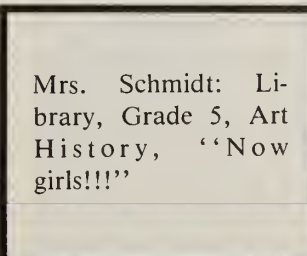 Mrs. Schmidt: Li-
brary, Grade 5, Art
History, ‘‘Now
girls!!!’’